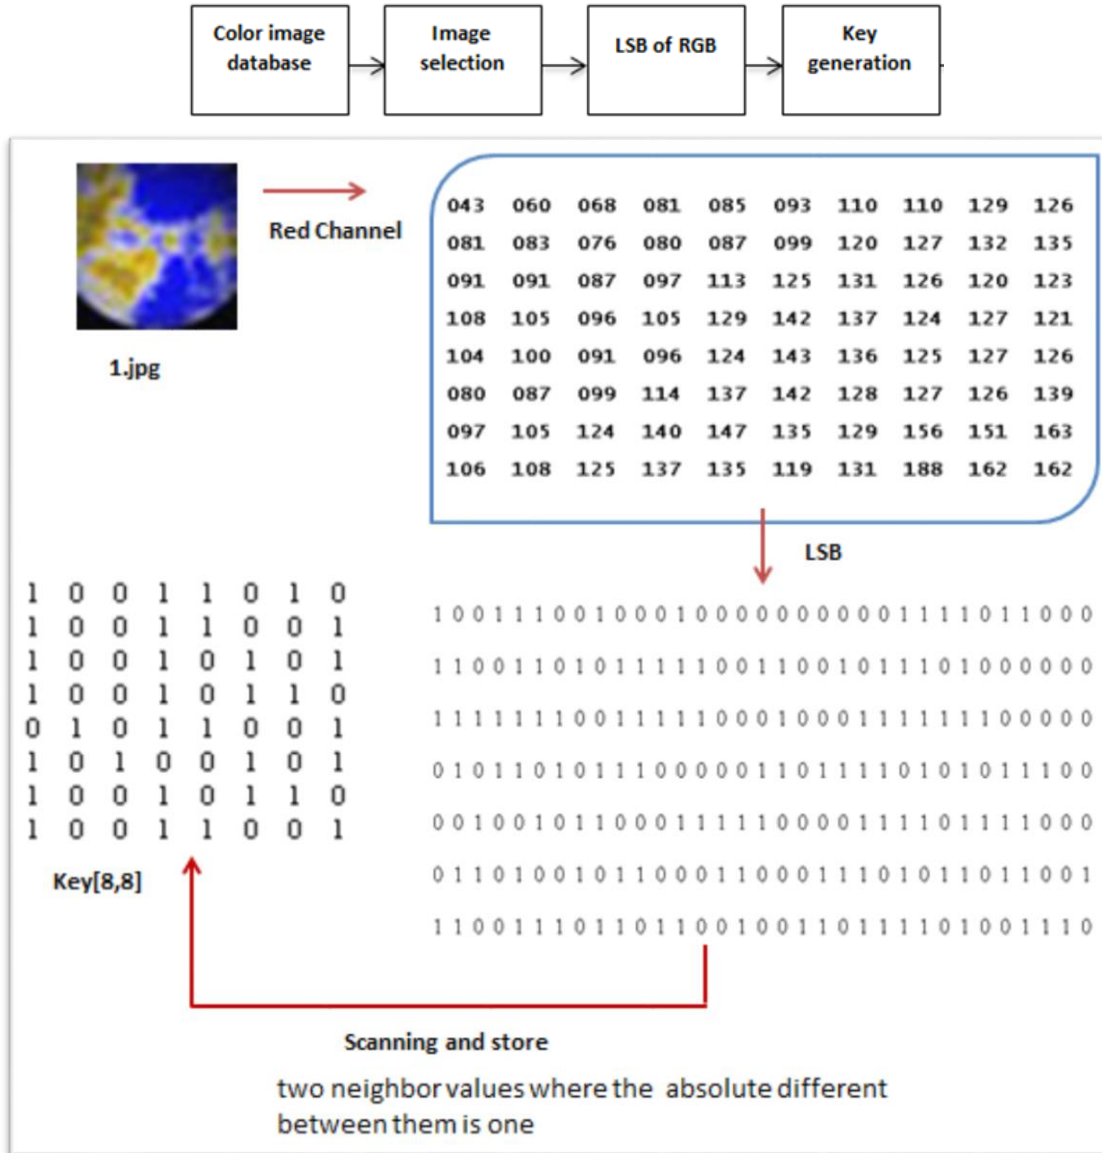 Color image
database
Image
selection
LSB of RGB
Key
generation
Red Channel
1.jpg
043 060 068 081 085 093 110 110 129 126
081 083 076 080 087 099 120 127 132 135
091 091 087 097 113 125 131 126 120 123
108 105 096 105 129 142 137 124 127 121
104 100 091 096 124 143 136 125 127 126
080 087 099 114 137 142 128 127 126 139
097 105 124 140 147 135 129 156 151 163
106 108 125 137 135 119 131 188 162 162
LSB
1 0 0 1 1 1 0 0 1 0 0 0 1 0 0 0 0 0 0 0 0 0 0 0 1 1 1 1 0 1 1 0 0 0
1 1 0 0 1 1 0 1 0 1 1 1 1 1 0 0 1 1 0 0 1 0 1 1 1 0 1 0 0 0 0 0 0
1 1 1 1 1 1 1 0 0 1 1 1 1 1 0 0 0 1 0 0 0 1 1 1 1 1 1 1 0 0 0 0 0
0 1 0 1 1 0 1 0 1 1 1 0 0 0 0 0 1 1 0 1 1 1 1 0 1 0 1 0 1 1 1 0 0
0 0 1 0 0 1 0 1 1 0 0 0 1 1 1 1 1 0 0 0 0 1 1 1 1 0 1 1 1 1 0 0 0
0 1 1 0 1 0 0 1 0 1 1 0 0 0 1 1 0 0 0 1 1 1 0 1 0 1 1 0 1 1 0 0 1
1 1 0 0 1 1 1 0 1 1 0 1 1 0 0 1 0 0 1 1 0 1 1 1 1 0 1 0 0 1 1 1 0
1 0 0 1 1 0 1 0
1 0 0 1 1 0 0 1
1 0 0 1 0 1 0 1
1 0 0 1 0 1 1 0
0 1 0 1 1 0 0 1
1 0 1 0 0 1 0 1
1 0 0 1 0 1 1 0
1 0 0 1 1 0 0 1
Key[8,8]
Scanning and store
two neighbor values where the absolute different
between them is one